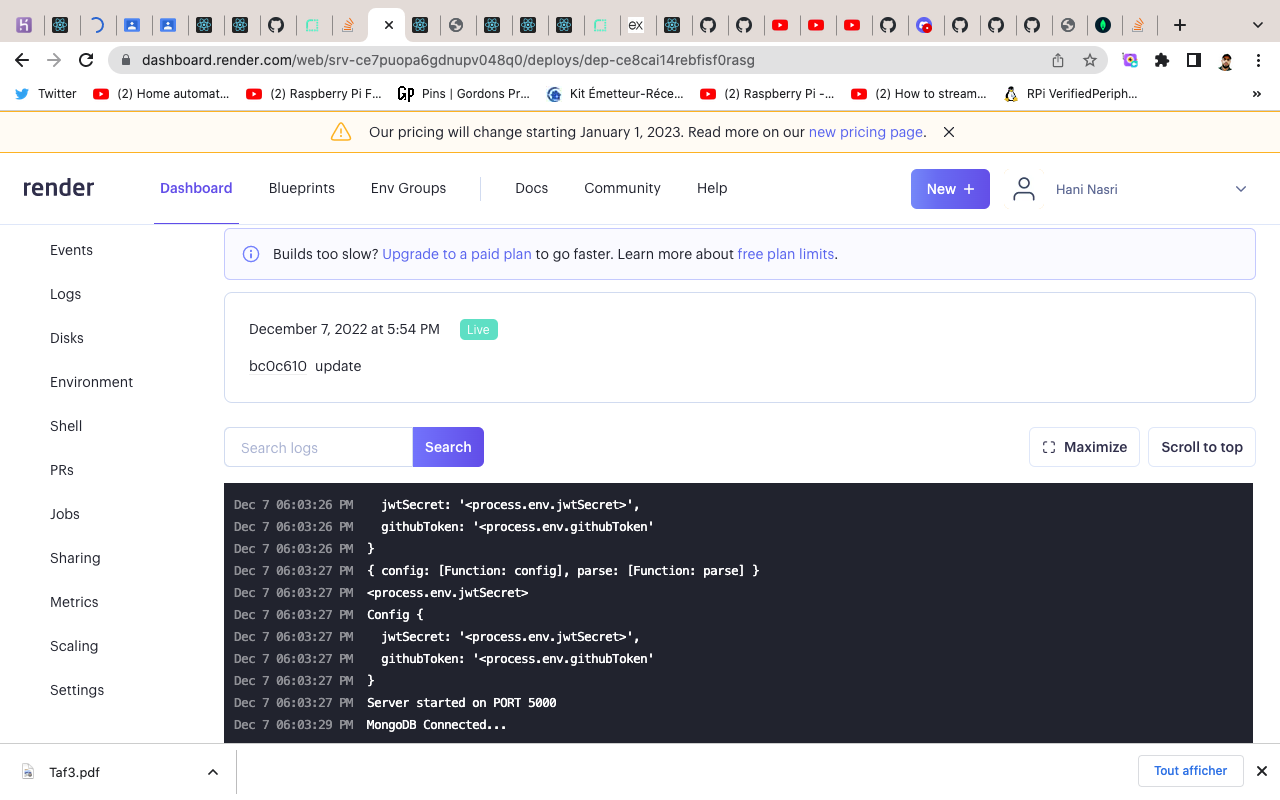 ex
dashboard.render.com/web/srv-ce7puopa6gdnupv048q0/deploys/dep-ce8cai14rebfisf0rasg
Twitter
(2) Home automat...
(2) Raspberry Pi F...
Pins | Gordons Pr...
Kit Émetteur-Réce...
(2) Raspberry Pi -...
(2) How to stream...
RPi VerifiedPeriph...
»
Our pricing will change starting January 1, 2023. Read more on our new pricing page.
render
Dashboard
Blueprints
Env Groups
Docs
Community
Help
New +
Hani Nasri
Events
Logs
Disks
Environment
Shell
PRs
Jobs
Sharing
Metrics
Scaling
Settings
Builds too slow? Upgrade to a paid plan to go faster. Learn more about free plan limits.
December 7, 2022 at 5:54 PM Live
bc0c610 update
Search logs
Search
Maximize
Scroll to top
Dec 7 06:03:26 PM jwtSecret: '<process.env.jwtSecret>',
Dec 7 06:03:26 PM githubToken: '<process.env.githubToken'
Dec 7 06:03:26 PM }
Dec 7 06:03:27 PM { config: [Function: config], parse: [Function: parse] }
Dec 7 06:03:27 PM <process.env.jwtSecret>
Dec 7 06:03:27 PM Config {
Dec 7 06:03:27 PM jwtSecret: '<process.env.jwtSecret>',
Dec 7 06:03:27 PM githubToken: '<process.env.githubToken'
Dec 7 06:03:27 PM }
Dec 7 06:03:27 PM Server started on PORT 5000
Dec 7 06:03:29 PM MongoDB Connected...
Taf3.pdf
Tout afficher